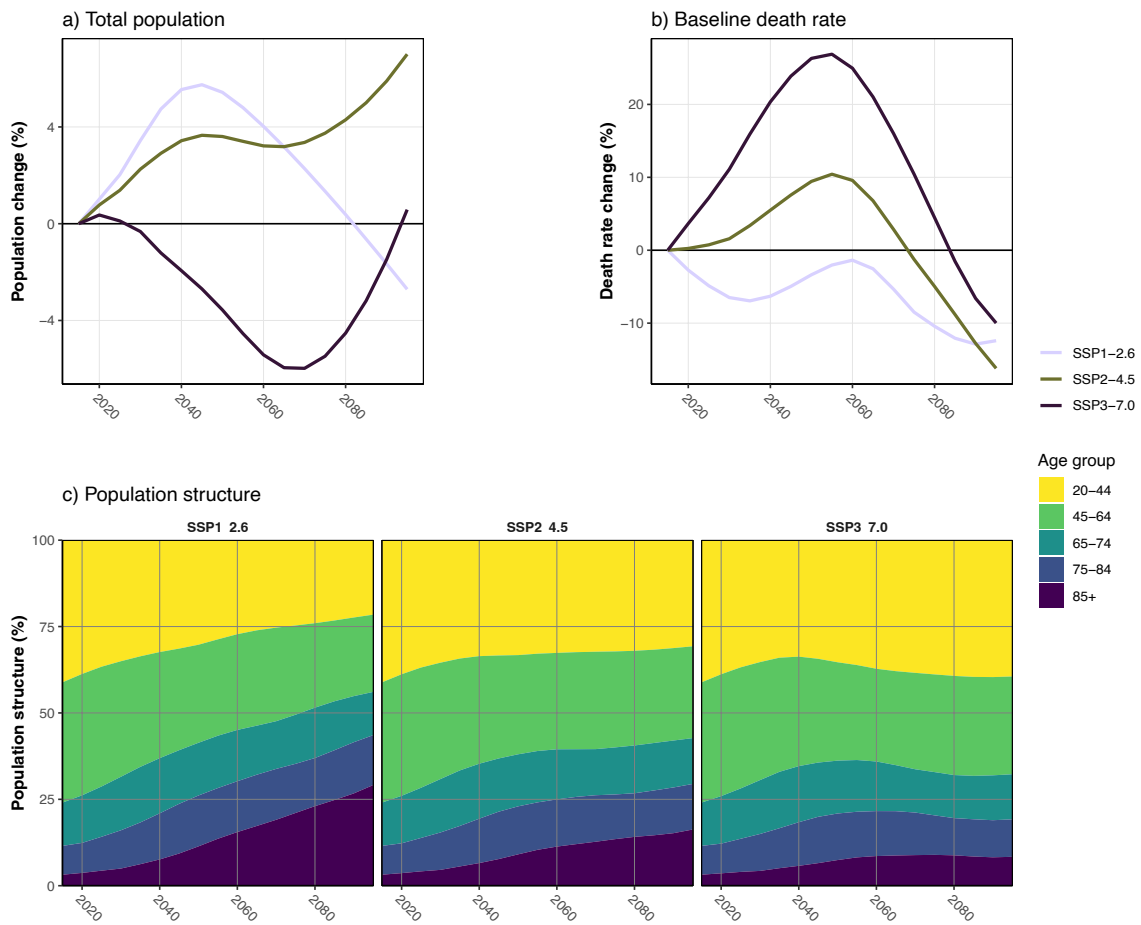 a) Total population
Population change (%)
4
0
−4
2020
2040
2060
2080
b) Baseline death rate
Death rate change (%)
20
10
0
−10
2020
2040
2060
2080
SSP1−2.6
SSP2−4.5
SSP3−7.0
Age group
20−44
45−64
65−74
75−84
85+
c) Population structure
Population structure (%)
SSP1 2.6
SSP2 4.5
SSP3 7.0
100
75
50
25
0
2020
2040
2060
2080
2020
2040
2060
2080
2020
2040
2060
2080